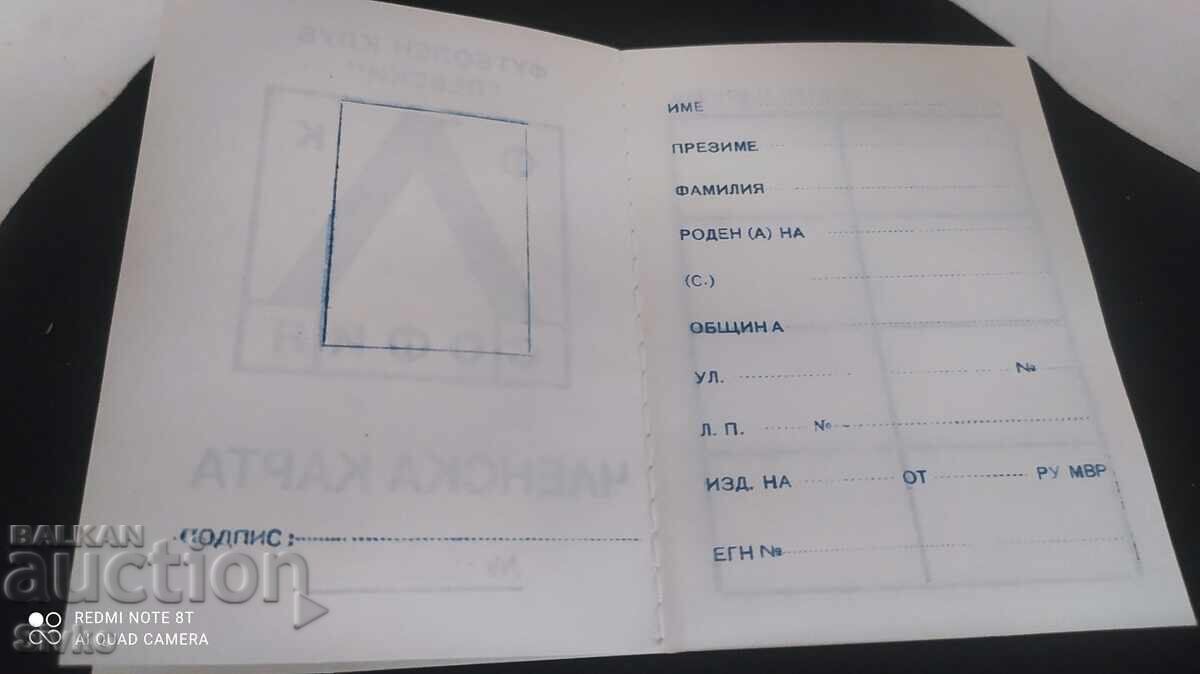 ФУТБОЛЕН КЛУБ
"ЛЕВСКИ"
К
С
СОФИЯ
ЧЛЕНСКА КАРТА
ПОДПИС:
№
ИМЕ
ПРЕЗИМЕ
ФАМИЛИЯ
РОДЕН (А) НА
(С.)
ОБЩИНА
УЛ. №
Л. П. №
ИЗД. НА ОТ РУ МВР
ЕГН №
BALKAN
auction
REDMI NOTE 8T
AI QUAD CAMERA